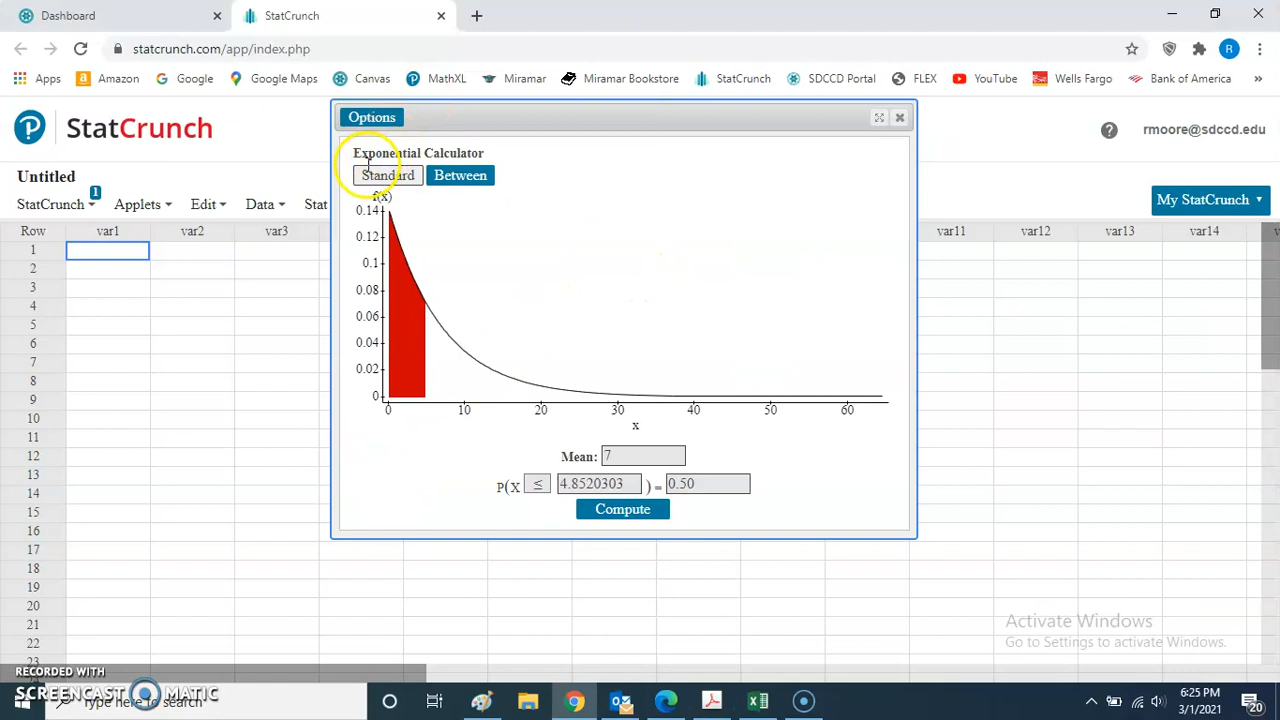 Dashboard
StatCrunch
statcrunch.com/app/index.php
R
Apps Amazon Google Google Maps Canvas MathXL Miramar Miramar Bookstore StatCrunch SDCCD Portal FLEX YouTube Wells Fargo Bank of America
P StatCrunch
rmoore@sdccd.edu
Untitled
1
StatCrunch Applets Edit Data Stat
My StatCrunch
Options
Exponential Calculator
Standard Between
f(x)
0.14
0.12
0.1
0.08
0.06
0.04
0.02
0
0 10 20 30 40 50 60
x
Mean: 7
P(X ≤ 4.8520303 ) = 0.50
Compute
Row var1 var2 var3 var11 var12 var13 var14
1
2
3
4
5
6
7
8
9
10
11
12
13
14
15
16
17
18
19
20
21
22
23
Activate Windows
Go to Settings to activate Windows.
RECORDED WITH
SCREENCAST MATIC
Type here to search
6:25 PM
3/1/2021
20